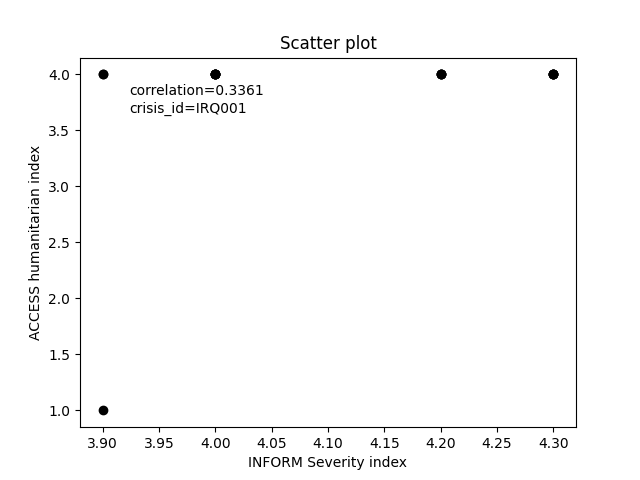 Scatter plot
4.0
correlation=0.3361
crisis_id=IRQ001
3.5
3.0
2.5
2.0
1.5
1.0
ACCESS humanitarian index
3.90 3.95 4.00 4.05 4.10 4.15 4.20 4.25 4.30
INFORM Severity index